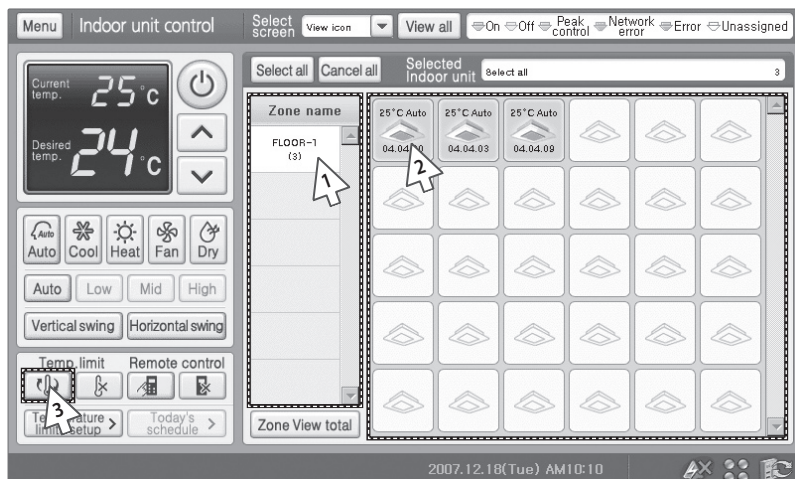 Menu Indoor unit control
Select screen View icon View all On Off Peak control Network error Error Unassigned
Current temp. 25°C
Desired temp. 24°C
Select all Cancel all Selected Indoor unit Select all 3
Zone name
FLOOR-1
(3)
1
25°C Auto 25°C Auto 25°C Auto
04.04.03 04.04.09
2
Auto Cool Heat Fan Dry
Auto Low Mid High
Vertical swing Horizontal swing
Temp. limit Remote control
3
setup > Today's schedule >
Zone View total
2007.12.18(Tue) AM10:10